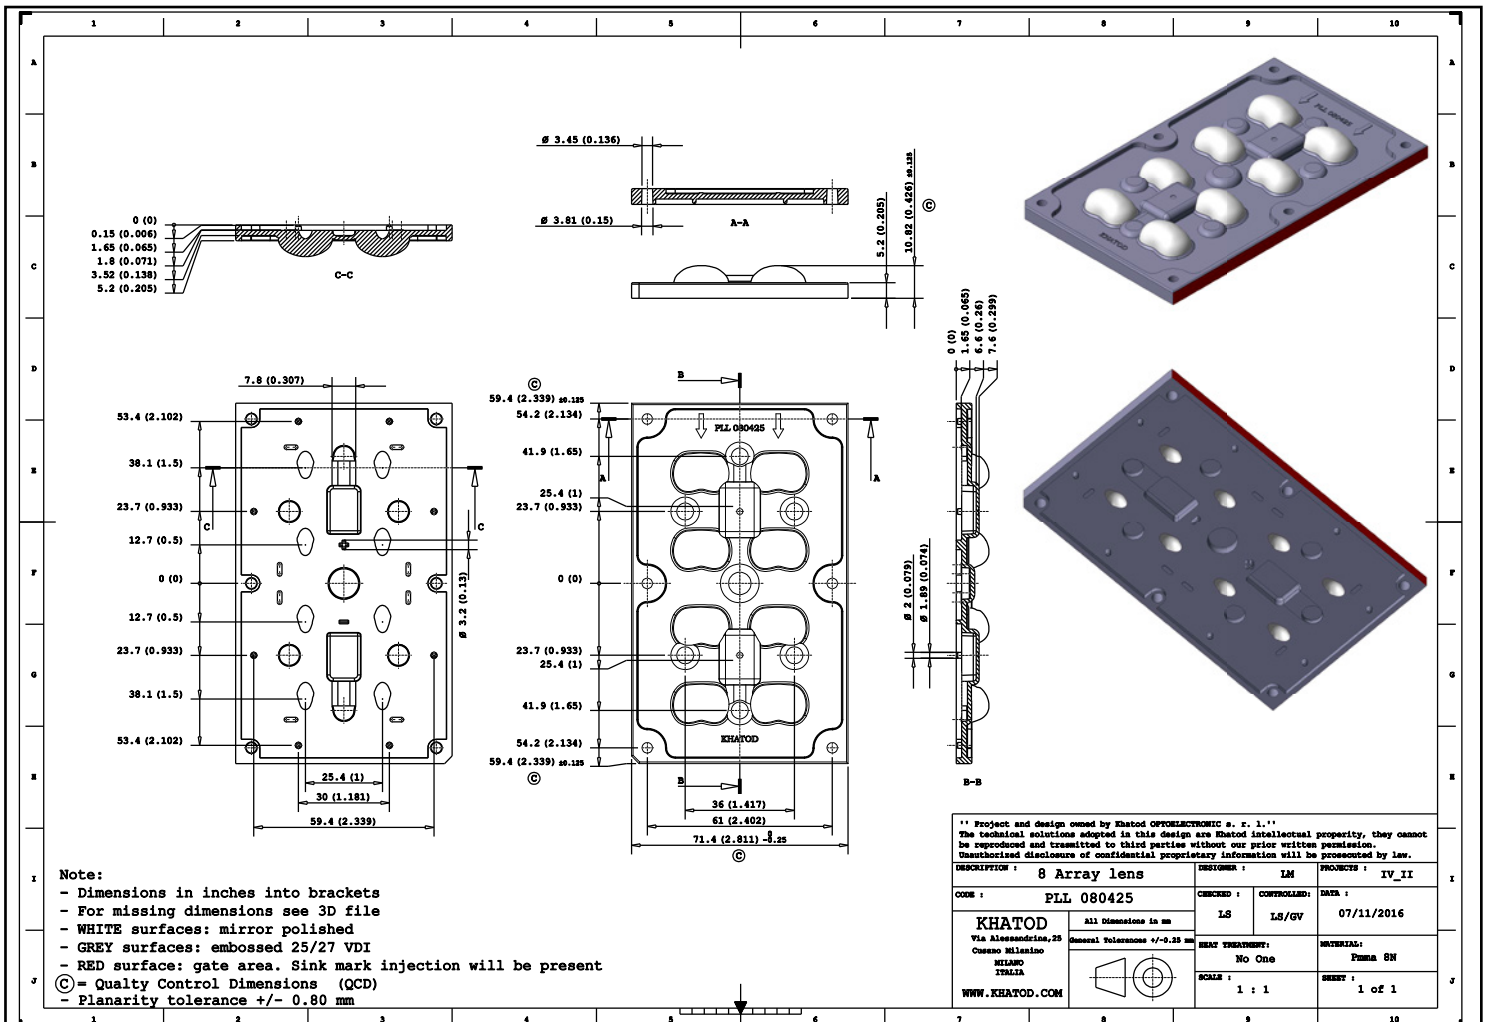 1 2 3 4 5 6 7 8 9 10
A A
B B
C C
D D
E E
F F
G G
H H
I I
J J
0 (0)
0.15 (0.006)
1.65 (0.065)
1.8 (0.071)
3.52 (0.138)
5.2 (0.205)
C-C
Ø 3.45 (0.136)
Ø 3.81 (0.15)
A-A
5.2 (0.205)
10.82 (0.426) ±0.125
C
PLL 080425
KHATOD
7.8 (0.307)
53.4 (2.102)
38.1 (1.5)
23.7 (0.933)
12.7 (0.5)
0 (0)
12.7 (0.5)
23.7 (0.933)
38.1 (1.5)
53.4 (2.102)
C C
Ø 3.2 (0.13)
25.4 (1)
30 (1.181)
59.4 (2.339)
C
59.4 (2.339) ±0.125
54.2 (2.134)
41.9 (1.65)
25.4 (1)
23.7 (0.933)
0 (0)
23.7 (0.933)
25.4 (1)
41.9 (1.65)
54.2 (2.134)
59.4 (2.339) ±0.125
C
B
A A
PLL 080425
KHATOD
B
36 (1.417)
61 (2.402)
71.4 (2.811) 0 -0.25
C
0 (0)
1.65 (0.065)
6.6 (0.26)
7.6 (0.299)
Ø 2 (0.079)
Ø 1.89 (0.074)
B-B
Note:
- Dimensions in inches into brackets
- For missing dimensions see 3D file
- WHITE surfaces: mirror polished
- GREY surfaces: embossed 25/27 VDI
- RED surface: gate area. Sink mark injection will be present
C = Qualty Control Dimensions (QCD)
- Planarity tolerance +/- 0.80 mm
'' Project and design owned by Khatod OPTOELECTRONIC s. r. l.''
The technical solutions adopted in this design are Khatod intellectual properity, they cannot
be reproduced and trasmitted to third parties without our prior written permission.
Unauthorized disclosure of confidential proprietary information will be prosecuted by law.
DESCRIPTION :
8 Array lens
DESIGNER :
LM
PROJECTS :
IV_II
CODE :
PLL 080425
CHECKED :
LS
CONTROLLED:
LS/GV
DATA :
07/11/2016
KHATOD
Via Alessandrina,25
Cusano Milanino
MILANO
ITALIA
WWW.KHATOD.COM
All Dimensions in mm
General Tolerances +/-0.25 mm
HEAT TREATMENT:
No One
MATERIAL:
Pmma 8N
SCALE :
1 : 1
SHEET :
1 of 1
1 2 3 4 5 6 7 8 9 10